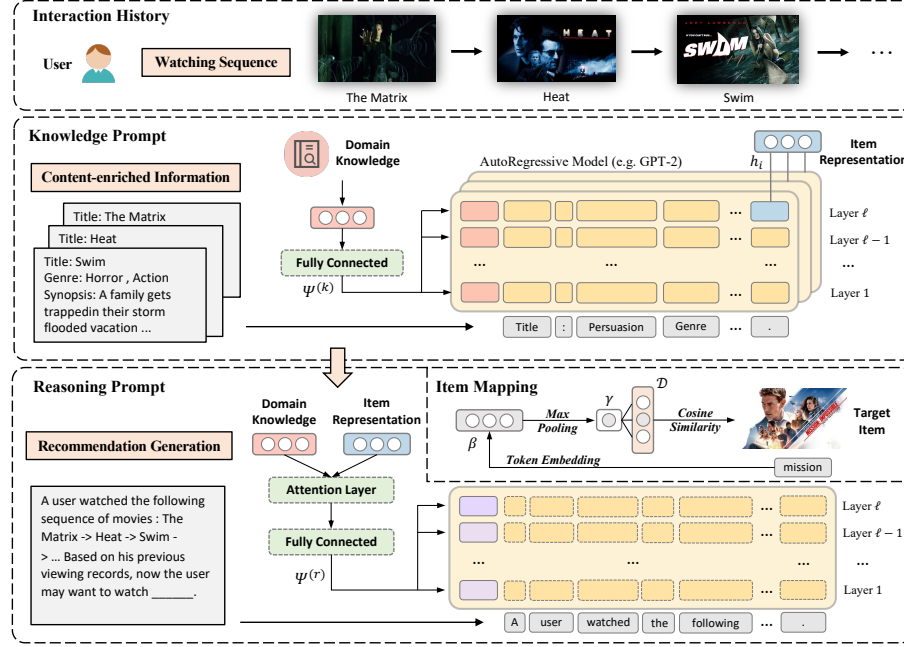 Interaction History
User
Watching Sequence
HEAT
SWIM
The Matrix
Heat
Swim
...
Knowledge Prompt
Content-enriched Information
Title: The Matrix
Title: Heat
Title: Swim
Genre: Horror , Action
Synopsis: A family gets
trappedin their storm
flooded vacation ...
Domain
Knowledge
Fully Connected
Ψ(k)
AutoRegressive Model (e.g. GPT-2)
h_i
Item
Representation
Layer ℓ
Layer ℓ − 1
...
Layer 1
...
...
...
...
...
Title : Persuasion Genre ... .
Reasoning Prompt
Recommendation Generation
A user watched the following
sequence of movies : The
Matrix -> Heat -> Swim -
> ... Based on his previous
viewing records, now the user
may want to watch ______.
Domain
Knowledge
Item
Representation
Attention Layer
Fully Connected
Ψ(r)
Item Mapping
β
Max
Pooling
γ
𝒟
Cosine
Similarity
Target
Item
Token Embedding
mission
Layer ℓ
Layer ℓ − 1
...
Layer 1
...
...
...
...
...
A user watched the following ... .